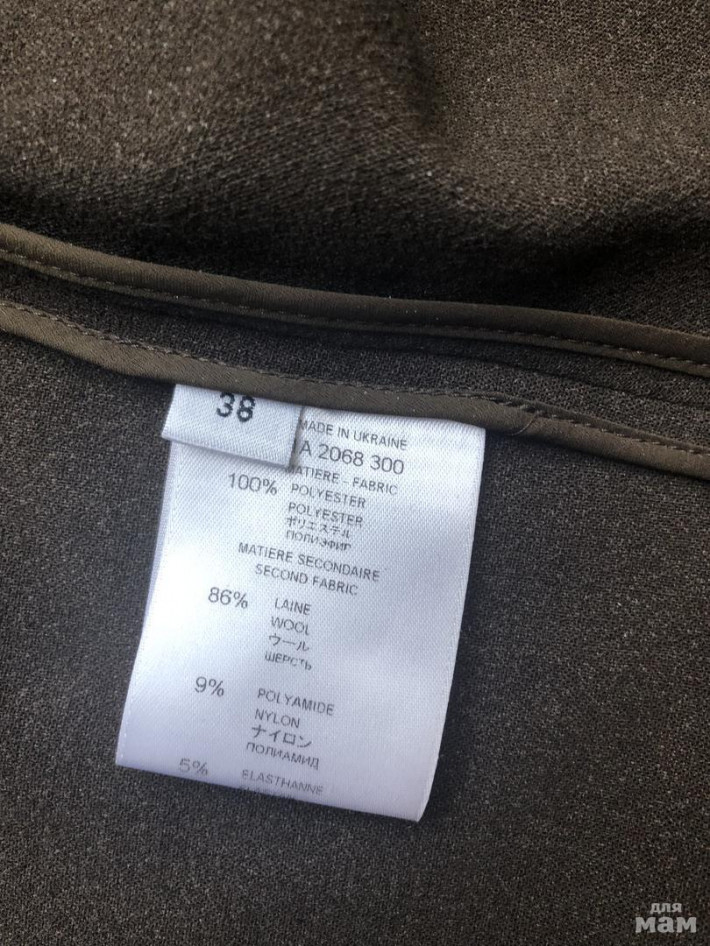 38
MADE IN UKRAINE
A 2068 300
MATIERE - FABRIC
100% POLYESTER
POLYESTER
ポリエステル
ПОЛИЭФИР
MATIERE SECONDAIRE
SECOND FABRIC
86% LAINE
WOOL
ウール
ШЕРСТЬ
9% POLYAMIDE
NYLON
ナイロン
ПОЛИАМИД
5% ELASTHANNE
для
мам